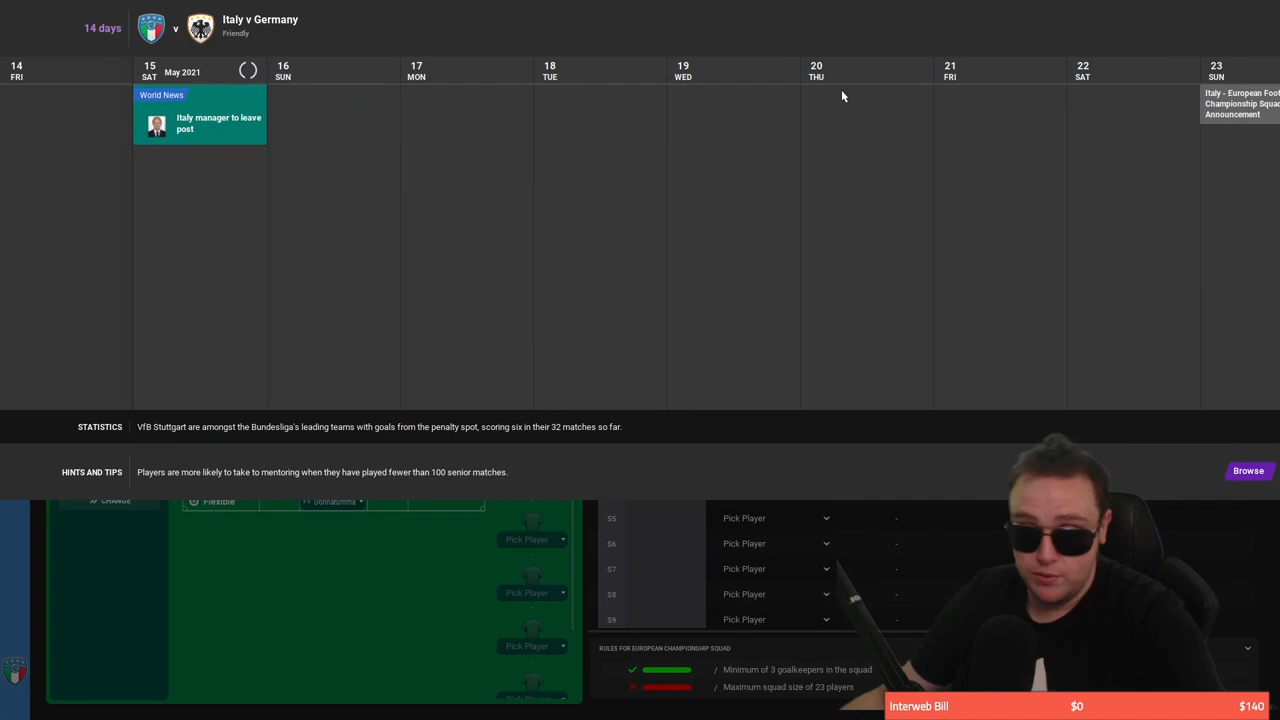 14 days
v
Italy v Germany
Friendly
14
FRI
15
SAT
May 2021
16
SUN
17
MON
18
TUE
19
WED
20
THU
21
FRI
22
SAT
23
SUN
World News
Italy manager to leave
post
Italy - European Foot
Championship Squad
Announcement
STATISTICS
VfB Stuttgart are amongst the Bundesliga's leading teams with goals from the penalty spot, scoring six in their 32 matches so far.
HINTS AND TIPS
Players are more likely to take to mentoring when they have played fewer than 100 senior matches.
Browse
CHANGE
Flexible
Donnarumma
Pick Player
Pick Player
Pick Player
S5 Pick Player -
S6 Pick Player -
S7 Pick Player -
S8 Pick Player -
S9 Pick Player -
RULES FOR EUROPEAN CHAMPIONSHIP SQUAD
/ Minimum of 3 goalkeepers in the squad
/ Maximum squad size of 23 players
Interweb Bill $0 $140